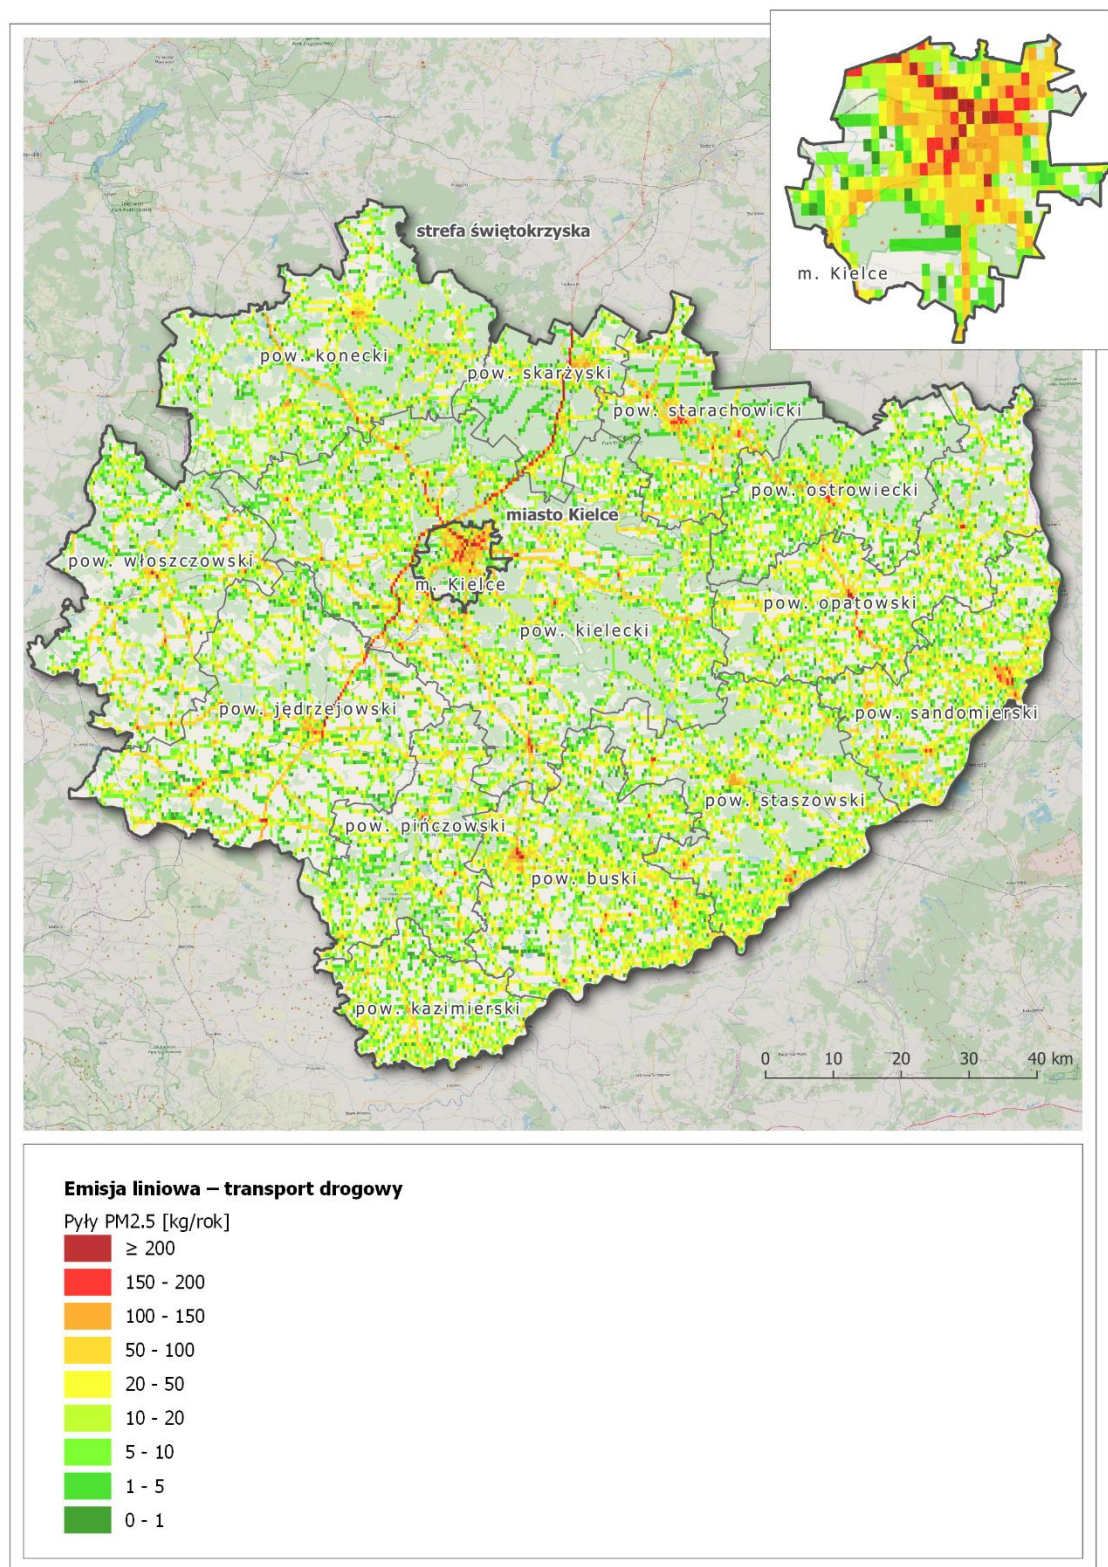 m. Kielce
strefa świętokrzyska
pow. konecki
pow. skarżyski
pow. starachowicki
pow. ostrowiecki
miasto Kielce
pow. włoszczowski
m. Kielce
pow. opatowski
pow. kielecki
pow. jędrzejowski
pow. sandomierski
pow. staszowski
pow. pińczowski
pow. buski
pow. kazimierski
0 10 20 30 40 km
Emisja liniowa – transport drogowy
Pyły PM2.5 [kg/rok]
≥ 200
150 - 200
100 - 150
50 - 100
20 - 50
10 - 20
5 - 10
1 - 5
0 - 1